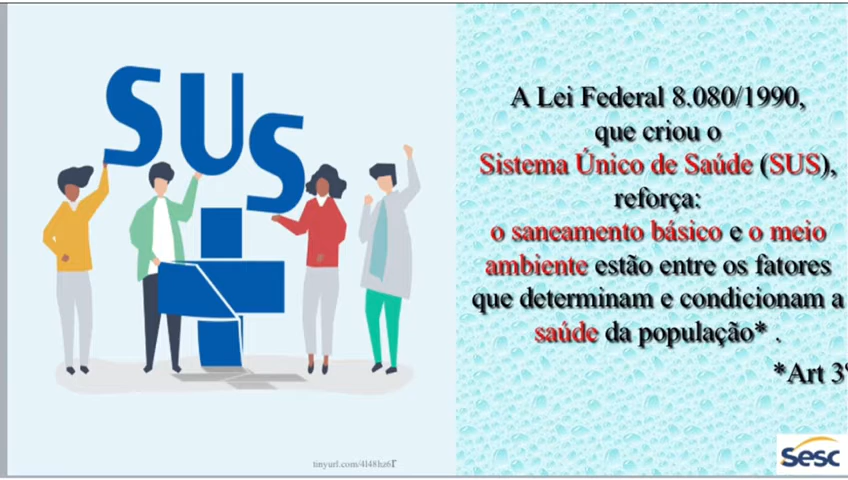 SUS
A Lei Federal 8.080/1990,
que criou o
Sistema Único de Saúde (SUS),
reforça:
o saneamento básico e o meio
ambiente estão entre os fatores
que determinam e condicionam a
saúde da população* .
*Art 3º
tinyurl.com/4l48hz6r
Sesc